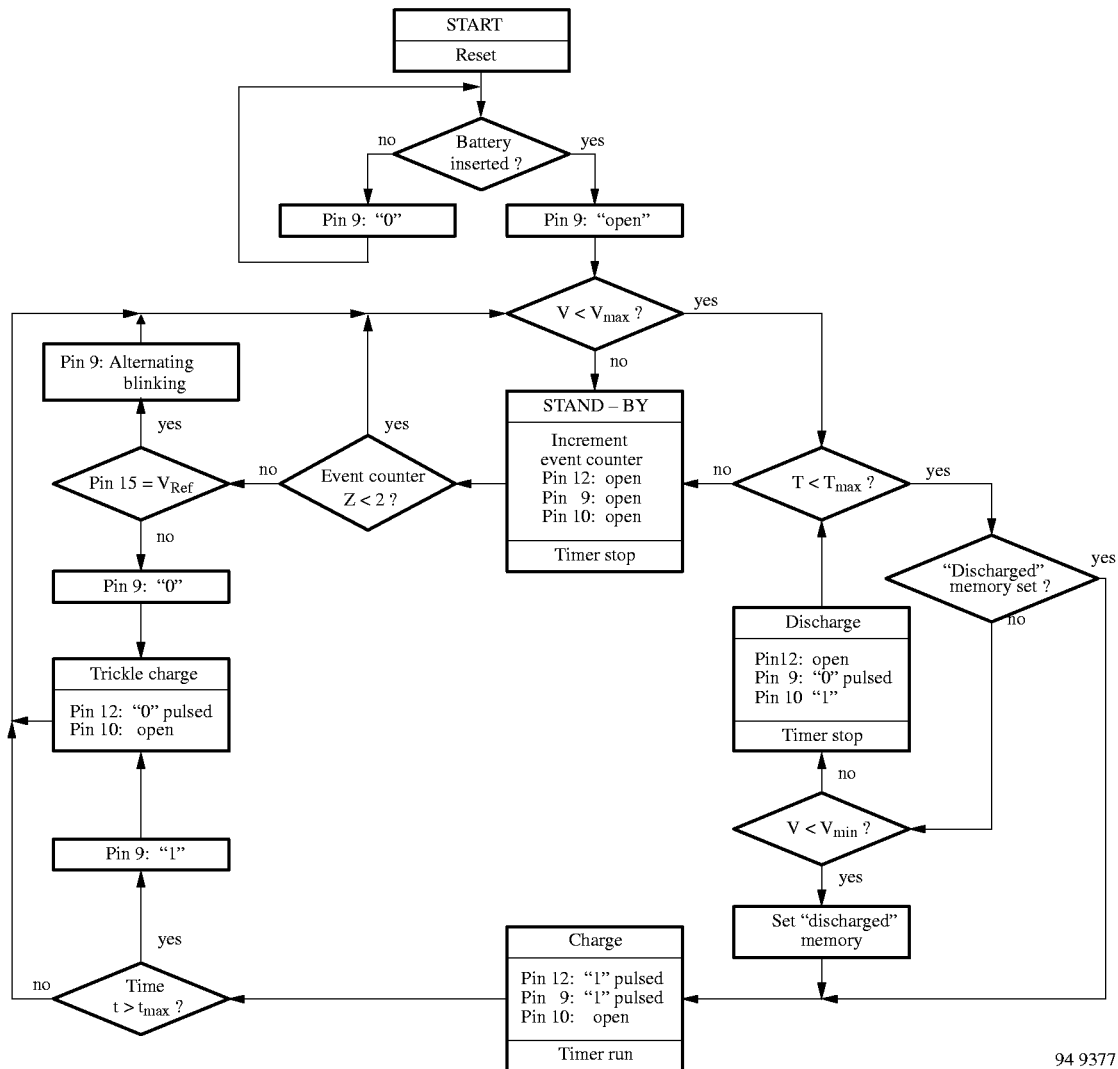 START
Reset
no
Battery
inserted ?
yes
Pin 9: “0”
Pin 9: “open”
V < Vmax ?
yes
no
Pin 9: Alternating
blinking
yes
STAND – BY
Increment
event counter
Pin 12: open
Pin 9: open
Pin 10: open
Timer stop
yes
Event counter
Z < 2 ?
no
Pin 15 = VRef
no
no
T < Tmax ?
yes
“Discharged”
memory set ?
yes
no
Pin 9: “0”
Discharge
Pin12: open
Pin 9: “0” pulsed
Pin 10 “1”
Timer stop
Trickle charge
Pin 12: “0” pulsed
Pin 10: open
no
V < Vmin ?
yes
Pin 9: “1”
yes
Set “discharged”
memory
Charge
Pin 12: “1” pulsed
Pin 9: “1” pulsed
Pin 10: open
Timer run
no
Time
t > tmax ?
94 9377